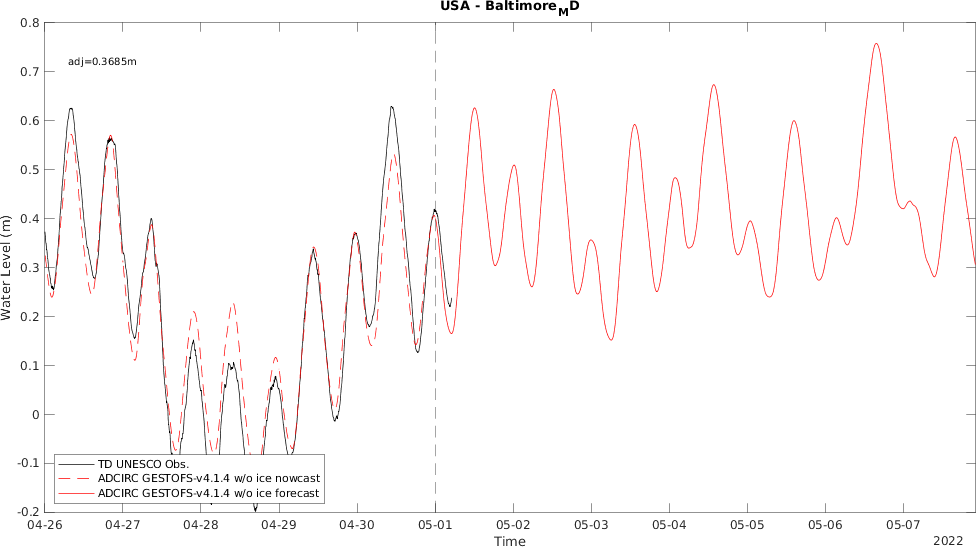 USA - Baltimore_MD
adj=0.3685m
0.8
0.7
0.6
0.5
0.4
0.3
0.2
0.1
0
-0.1
-0.2
Water Level (m)
TD UNESCO Obs.
ADCIRC GESTOFS-v4.1.4 w/o ice nowcast
ADCIRC GESTOFS-v4.1.4 w/o ice forecast
04-26 04-27 04-28 04-29 04-30 05-01 05-02 05-03 05-04 05-05 05-06 05-07
Time
2022